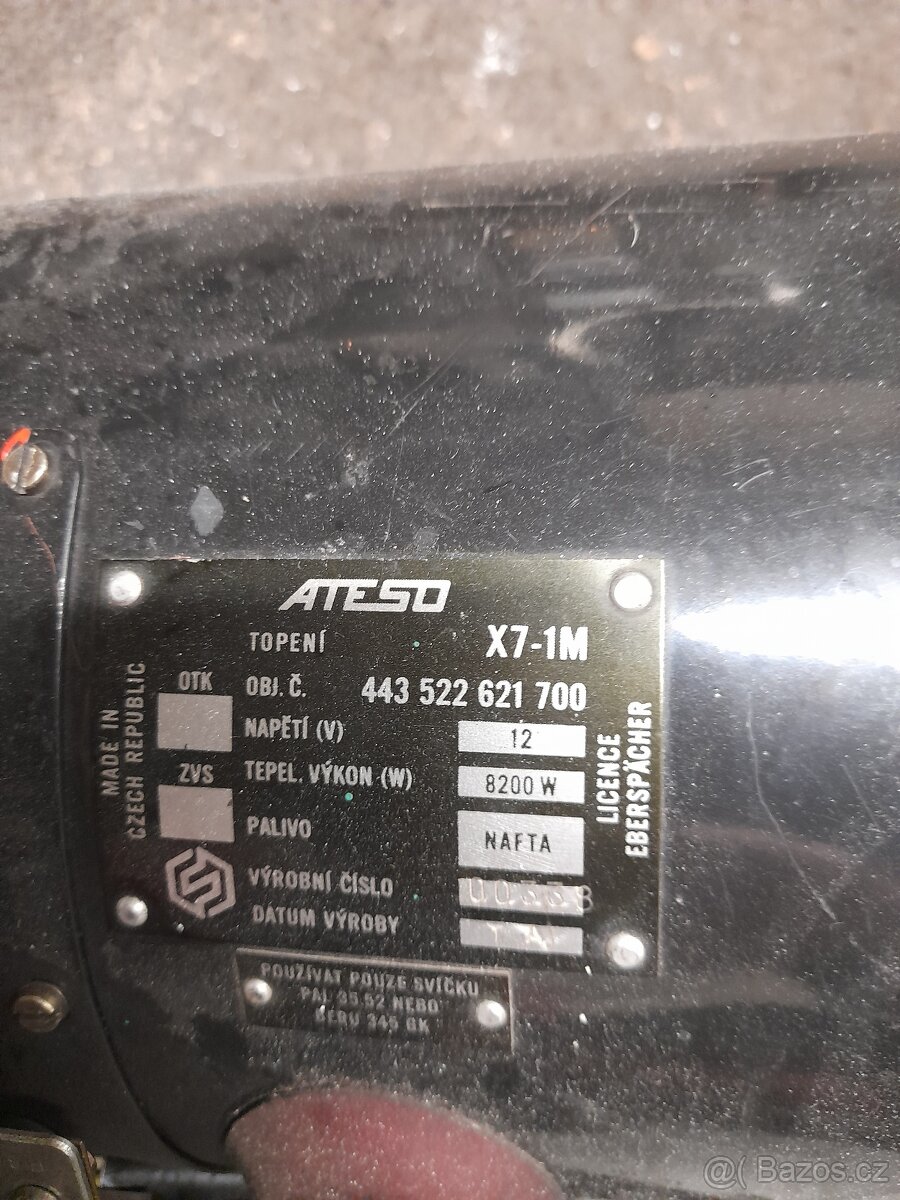 ATESO
TOPENÍ X7-1M
OBJ. Č. 443 522 621 700
NAPĚTÍ (V) 12
TEPEL. VÝKON (W) 8200 W
PALIVO NAFTA
VÝROBNÍ ČÍSLO
DATUM VÝROBY
OTK
ZVS
MADE IN
CZECH REPUBLIC
LICENCE
EBERSPÄCHER
POUŽÍVAT POUZE SVÍČKU
PAL 35.52 NEBO
BERU 345 GK
@ Bazos.cz